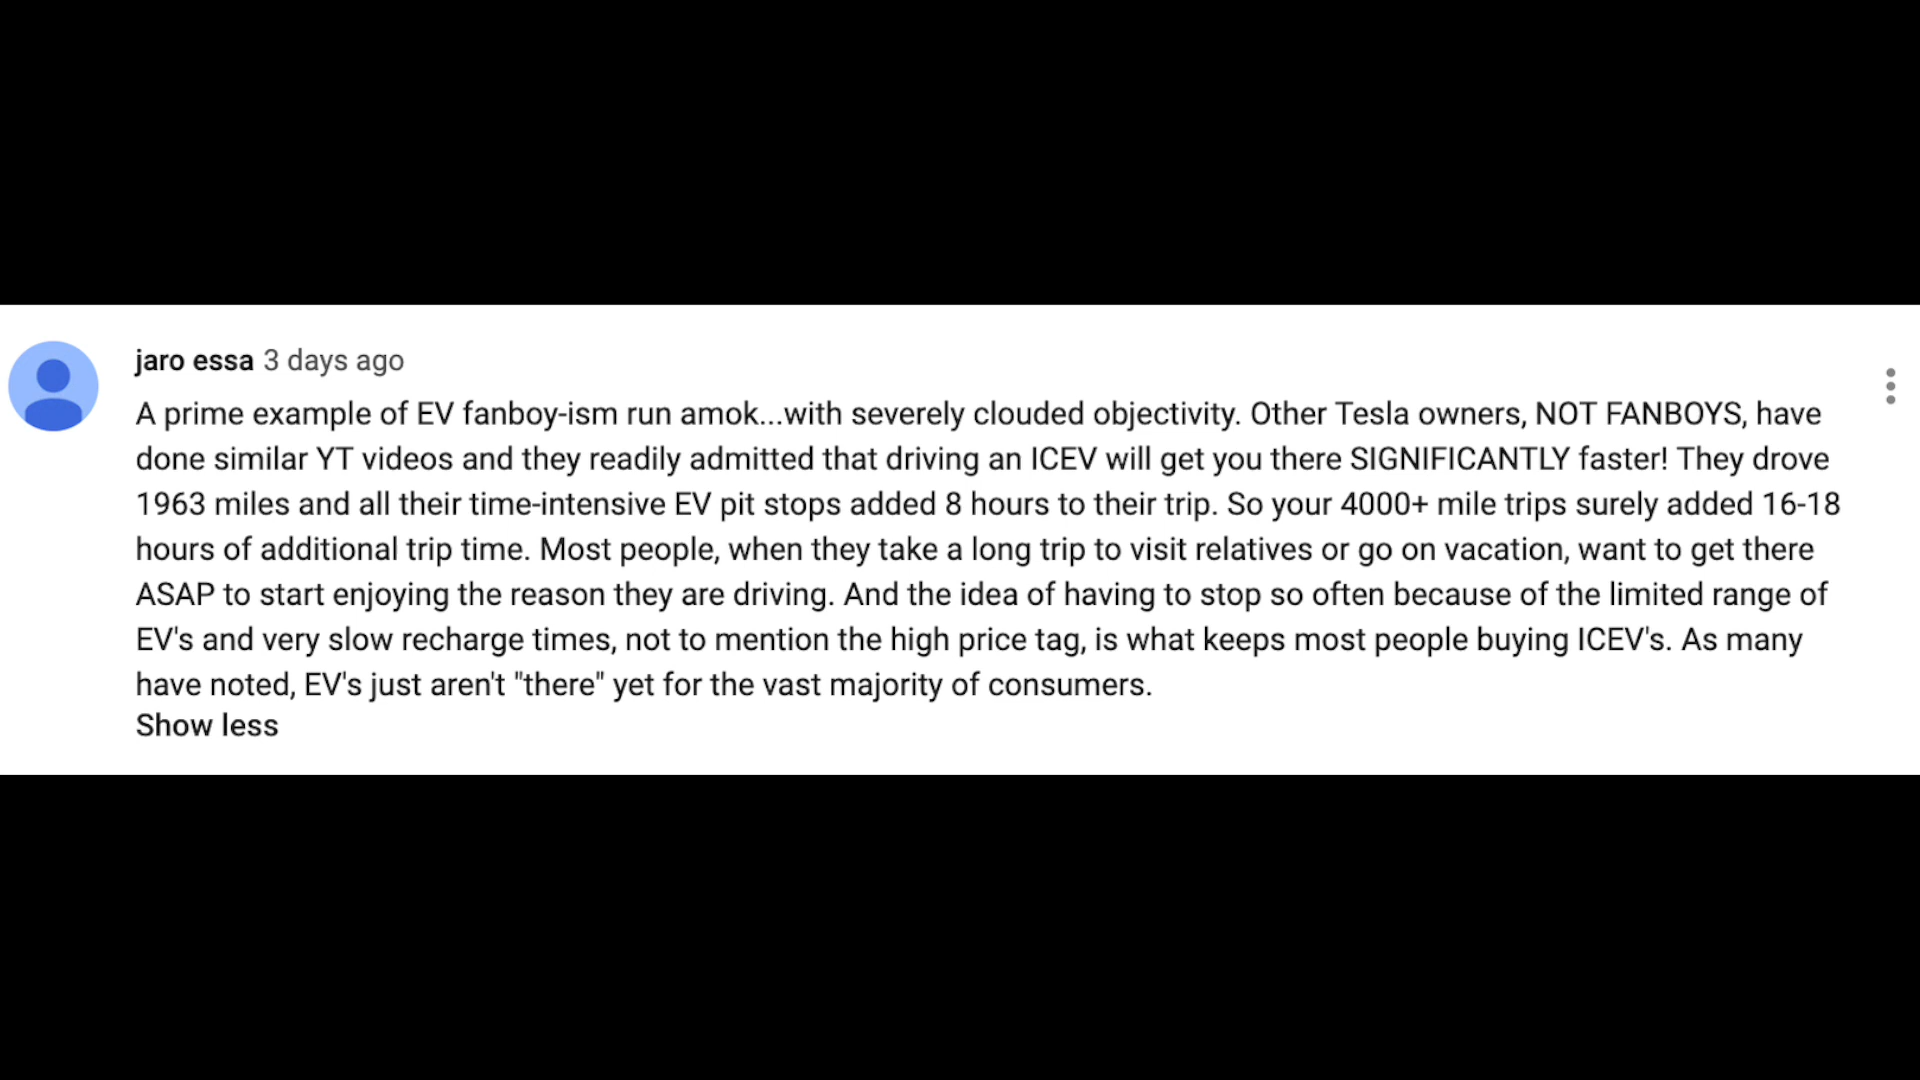 jaro essa 3 days ago
A prime example of EV fanboy-ism run amok...with severely clouded objectivity. Other Tesla owners, NOT FANBOYS, have
done similar YT videos and they readily admitted that driving an ICEV will get you there SIGNIFICANTLY faster! They drove
1963 miles and all their time-intensive EV pit stops added 8 hours to their trip. So your 4000+ mile trips surely added 16-18
hours of additional trip time. Most people, when they take a long trip to visit relatives or go on vacation, want to get there
ASAP to start enjoying the reason they are driving. And the idea of having to stop so often because of the limited range of
EV's and very slow recharge times, not to mention the high price tag, is what keeps most people buying ICEV's. As many
have noted, EV's just aren't "there" yet for the vast majority of consumers.
Show less